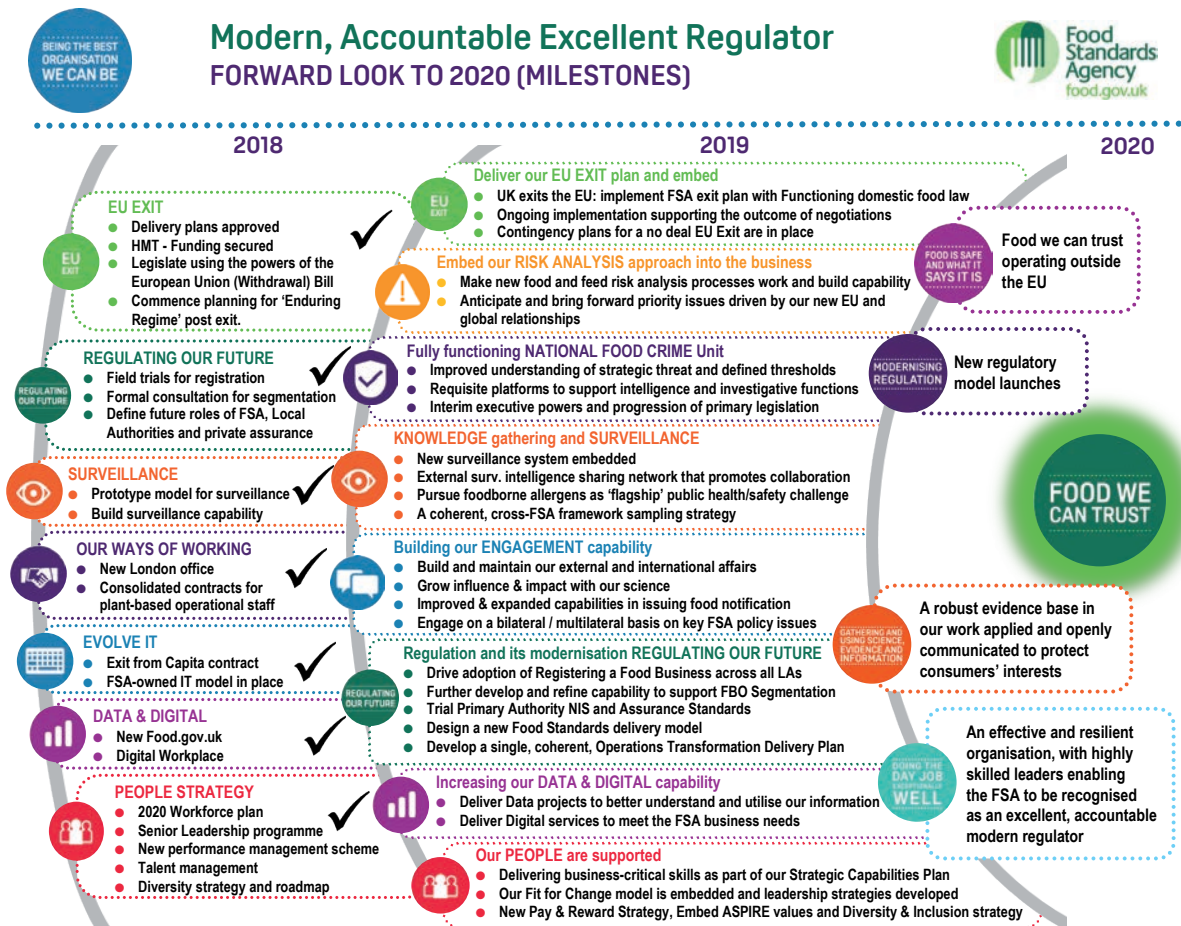 BEING THE BEST
ORGANISATION
WE CAN BE
Modern, Accountable Excellent Regulator
FORWARD LOOK TO 2020 (MILESTONES)
Food
Standards
Agency
food.gov.uk
2018
2019
2020
EU EXIT
EU
EXIT
Delivery plans approved
HMT - Funding secured
Legislate using the powers of the
European Union (Withdrawal) Bill
Commence planning for ‘Enduring
Regime’ post exit.
REGULATING OUR FUTURE
REGULATING
OUR FUTURE
Field trials for registration
Formal consultation for segmentation
Define future roles of FSA, Local
Authorities and private assurance
SURVEILLANCE
Prototype model for surveillance
Build surveillance capability
OUR WAYS OF WORKING
New London office
Consolidated contracts for
plant-based operational staff
EVOLVE IT
Exit from Capita contract
FSA-owned IT model in place
DATA & DIGITAL
New Food.gov.uk
Digital Workplace
PEOPLE STRATEGY
2020 Workforce plan
Senior Leadership programme
New performance management scheme
Talent management
Diversity strategy and roadmap
Deliver our EU EXIT plan and embed
EU
EXIT
UK exits the EU: implement FSA exit plan with Functioning domestic food law
Ongoing implementation supporting the outcome of negotiations
Contingency plans for a no deal EU Exit are in place
Embed our RISK ANALYSIS approach into the business
Make new food and feed risk analysis processes work and build capability
Anticipate and bring forward priority issues driven by our new EU and
global relationships
Fully functioning NATIONAL FOOD CRIME Unit
Improved understanding of strategic threat and defined thresholds
Requisite platforms to support intelligence and investigative functions
Interim executive powers and progression of primary legislation
KNOWLEDGE gathering and SURVEILLANCE
New surveillance system embedded
External surv. intelligence sharing network that promotes collaboration
Pursue foodborne allergens as ‘flagship’ public health/safety challenge
A coherent, cross-FSA framework sampling strategy
Building our ENGAGEMENT capability
Build and maintain our external and international affairs
Grow influence & impact with our science
Improved & expanded capabilities in issuing food notification
Engage on a bilateral / multilateral basis on key FSA policy issues
Regulation and its modernisation REGULATING OUR FUTURE
REGULATING
OUR FUTURE
Drive adoption of Registering a Food Business across all LAs
Further develop and refine capability to support FBO Segmentation
Trial Primary Authority NIS and Assurance Standards
Design a new Food Standards delivery model
Develop a single, coherent, Operations Transformation Delivery Plan
Increasing our DATA & DIGITAL capability
Deliver Data projects to better understand and utilise our information
Deliver Digital services to meet the FSA business needs
Our PEOPLE are supported
Delivering business-critical skills as part of our Strategic Capabilities Plan
Our Fit for Change model is embedded and leadership strategies developed
New Pay & Reward Strategy, Embed ASPIRE values and Diversity & Inclusion strategy
FOOD IS SAFE
AND WHAT IT
SAYS IT IS
Food we can trust
operating outside
the EU
MODERNISING
REGULATION
New regulatory
model launches
FOOD WE
CAN TRUST
GATHERING AND
USING SCIENCE,
EVIDENCE AND
INFORMATION
A robust evidence base in
our work applied and openly
communicated to protect
consumers’ interests
DOING THE
DAY JOB
EXCEPTIONALLY
WELL
An effective and resilient
organisation, with highly
skilled leaders enabling
the FSA to be recognised
as an excellent, accountable
modern regulator